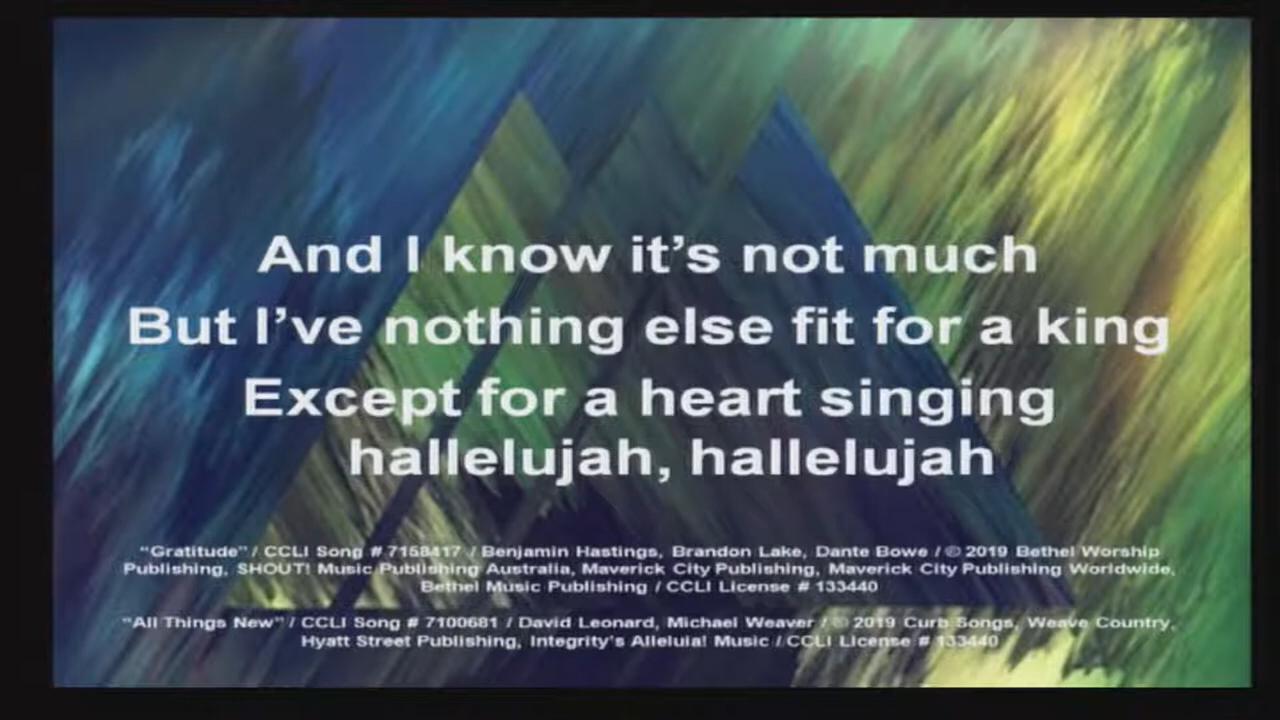 And I know it’s not much
But I’ve nothing else fit for a king
Except for a heart singing
hallelujah, hallelujah
“Gratitude” / CCLI Song # 7158417 / Benjamin Hastings, Brandon Lake, Dante Bowe / © 2019 Bethel Worship
Publishing, SHOUT! Music Publishing Australia, Maverick City Publishing, Maverick City Publishing Worldwide,
Bethel Music Publishing / CCLI License # 133440
“All Things New” / CCLI Song # 7100681 / David Leonard, Michael Weaver / © 2019 Curb Songs, Weave Country,
Hyatt Street Publishing, Integrity’s Alleluia! Music / CCLI License # 133440